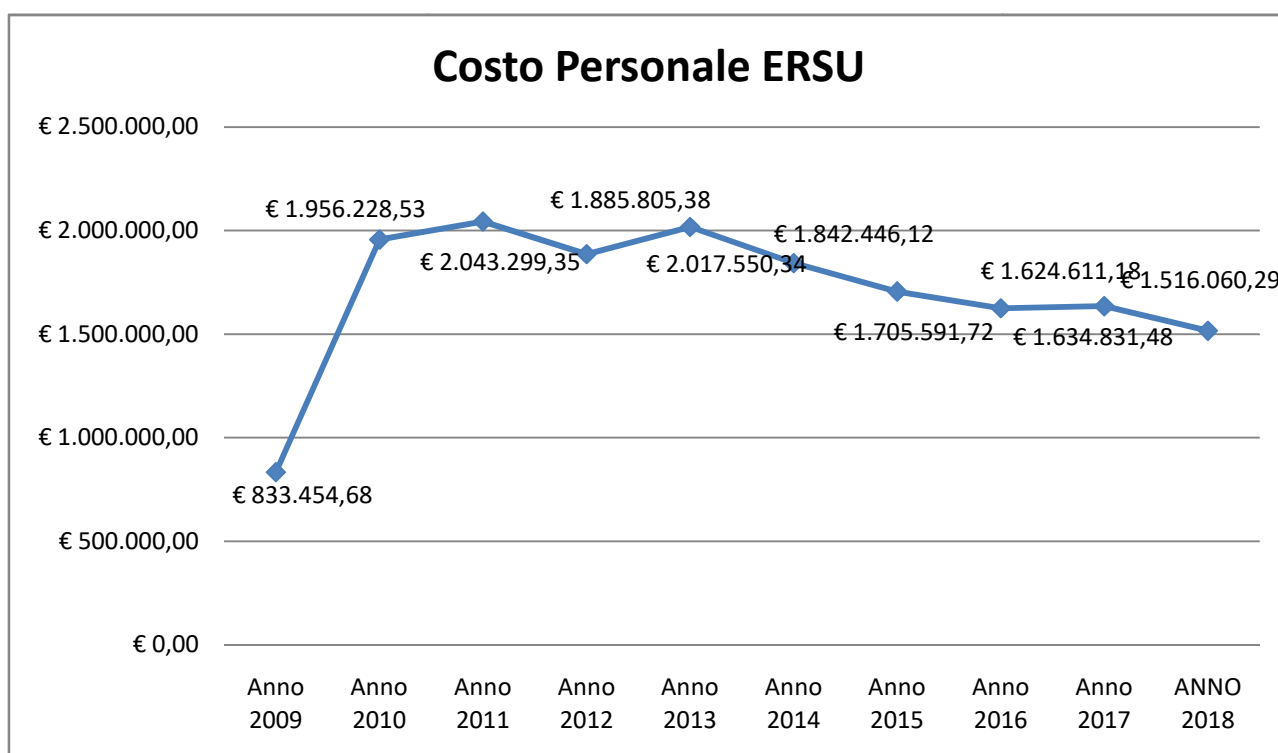 Costo Personale ERSU
€ 2.500.000,00
€ 2.000.000,00
€ 1.500.000,00
€ 1.000.000,00
€ 500.000,00
€ 0,00
€ 833.454,68
€ 1.956.228,53
€ 2.043.299,35
€ 1.885.805,38
€ 2.017.550,34
€ 1.842.446,12
€ 1.705.591,72
€ 1.624.611,18
€ 1.634.831,48
€ 1.516.060,29
Anno 2009
Anno 2010
Anno 2011
Anno 2012
Anno 2013
Anno 2014
Anno 2015
Anno 2016
Anno 2017
ANNO 2018